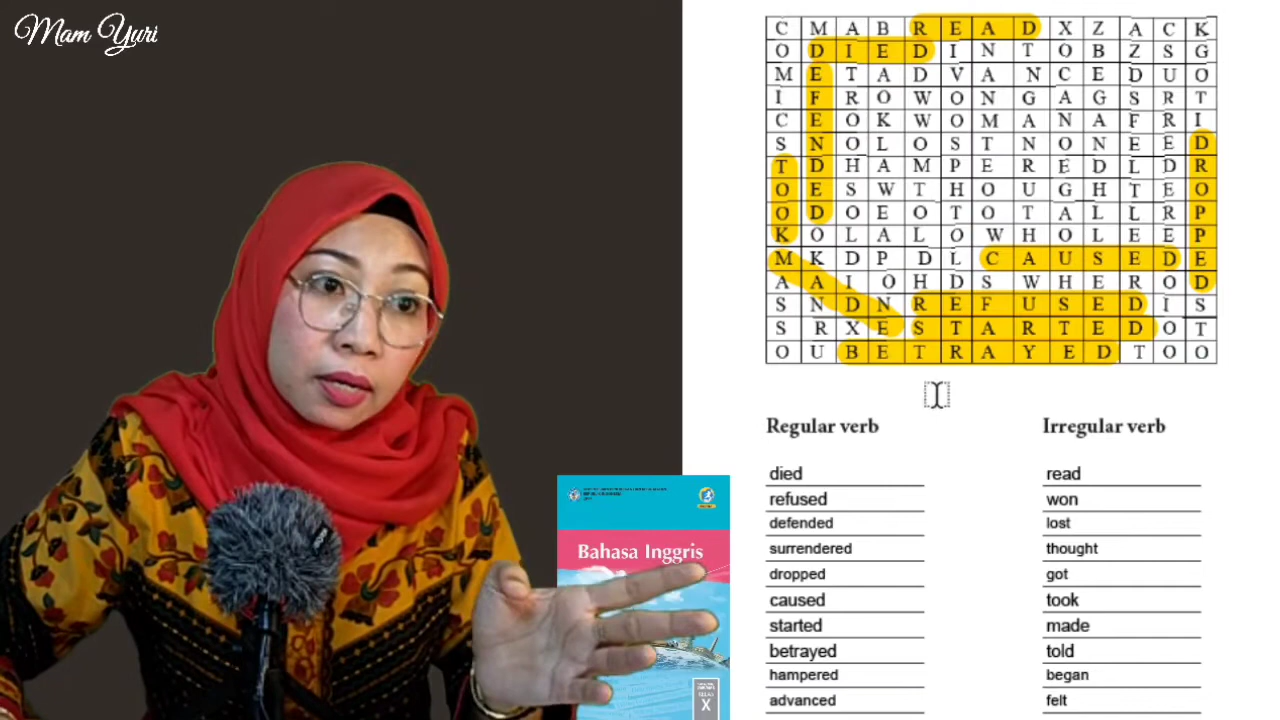 Mam Yuri
C M A B R E A D X Z A C K
O D I E D I N T O B Z S G
M E T A D V A N C E D U O
I F R O W O N G A G S R T
C E O K W O M A N A F R I
S N O L O S T N O N E E D
T D H A M P E R E D L D R
O E S W T H O U G H T E O
O D O E O T O T A L L R P
K O L A L O W H O L E E P
M K D P D L C A U S E D E
A A I O H D S W H E R O D
S N D N R E F U S E D I S
S R X E S T A R T E D O T
O U B E T R A Y E D T O O
Regular verb
died
refused
defended
surrendered
dropped
caused
started
betrayed
hampered
advanced
Irregular verb
read
won
lost
thought
got
took
made
told
began
felt
Bahasa Inggris
KELAS
X